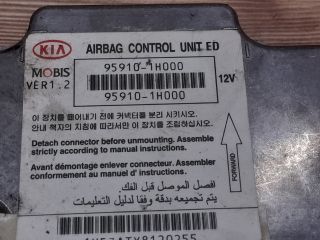 KIA AIRBAG CONTROL UNIT ED
MOBIS 95910-1H000
VER1.2 12V
95910-1H000
이 장치를 떼어내기 전에 커넥터를 분리 하십시오.
안내 책자의 지침에 따라서만 이 장치를 조립하십시오.
Detach connector before unmounting. Assemble
strictly according to manual instructions.
Avant démontage enlever connecteur. Assembler
conformement au manuel d' instructions.
افصل الموصل قبل الفك
يتم تجميعه بدقة وفقا لدليل التعليمات
FORWARD